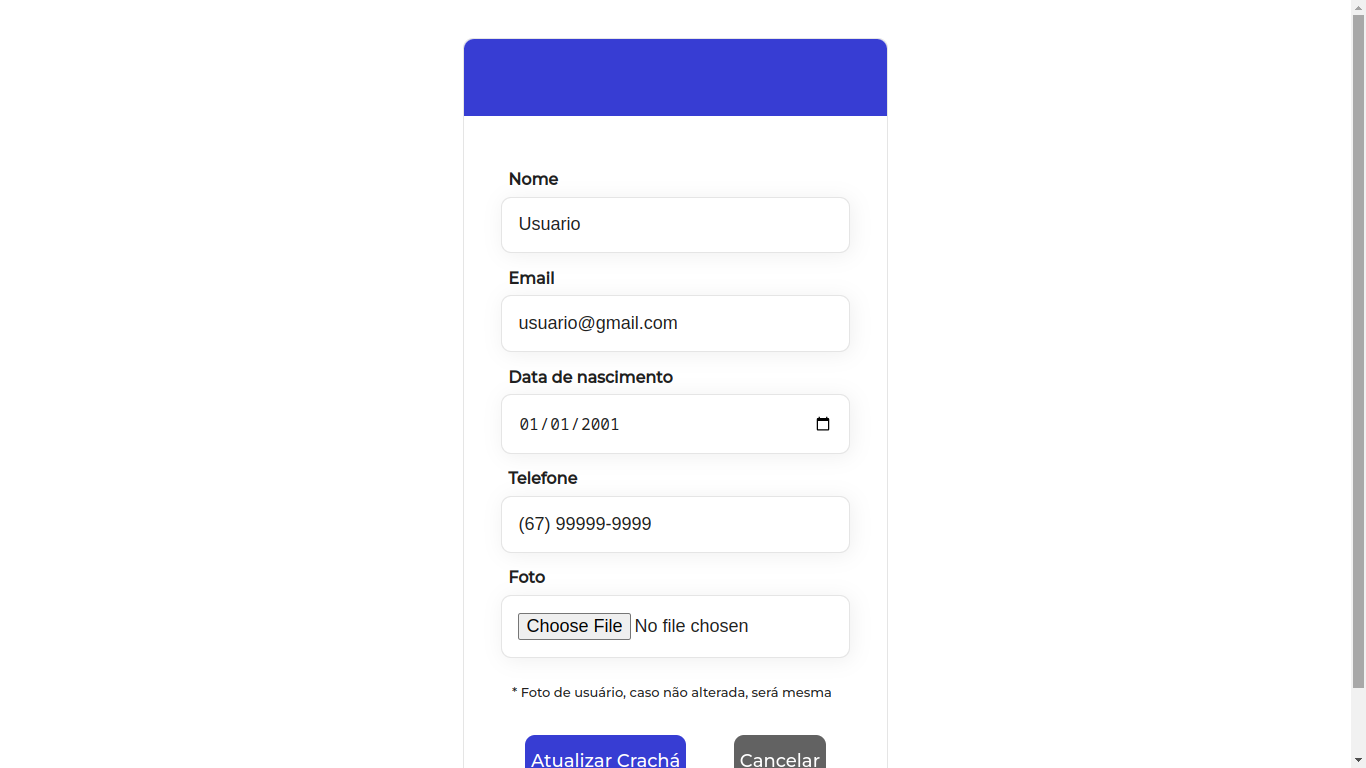 Nome
Usuario
Email
usuario@gmail.com
Data de nascimento
01/01/2001
Telefone
(67) 99999-9999
Foto
Choose File No file chosen
* Foto de usuário, caso não alterada, será mesma
Atualizar Crachá Cancelar